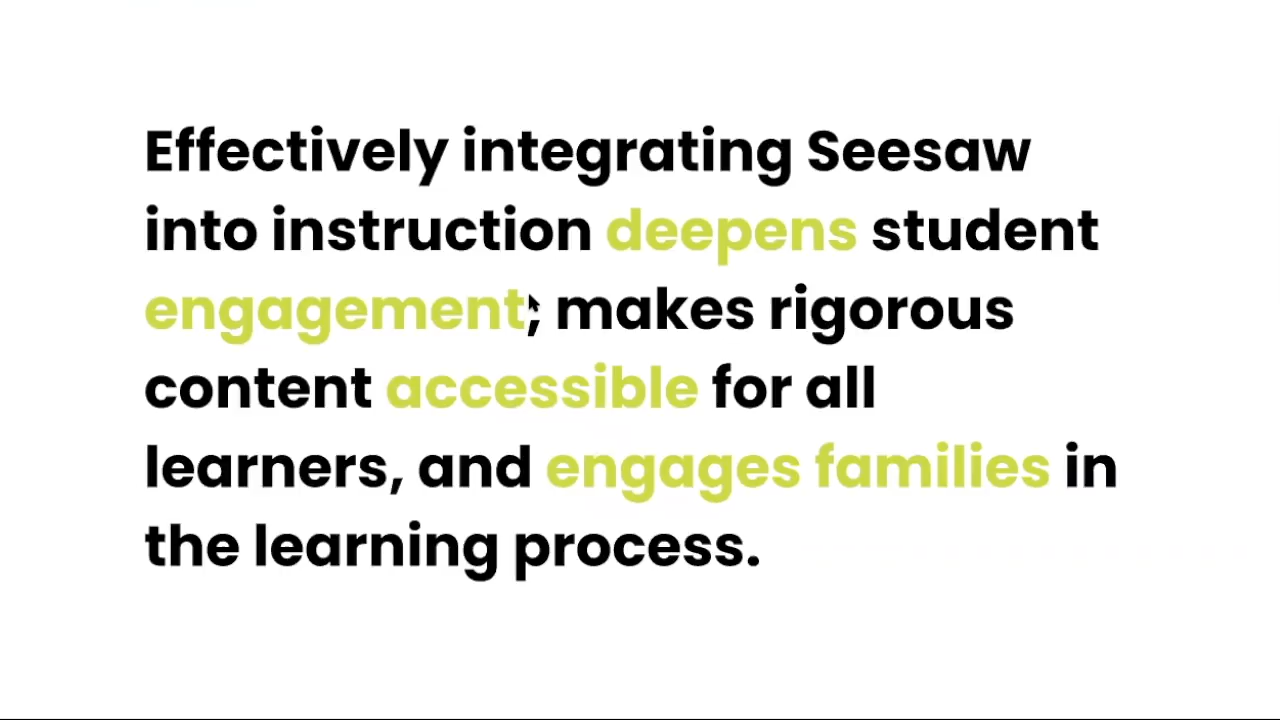 Effectively integrating Seesaw
into instruction deepens student
engagement, makes rigorous
content accessible for all
learners, and engages families in
the learning process.